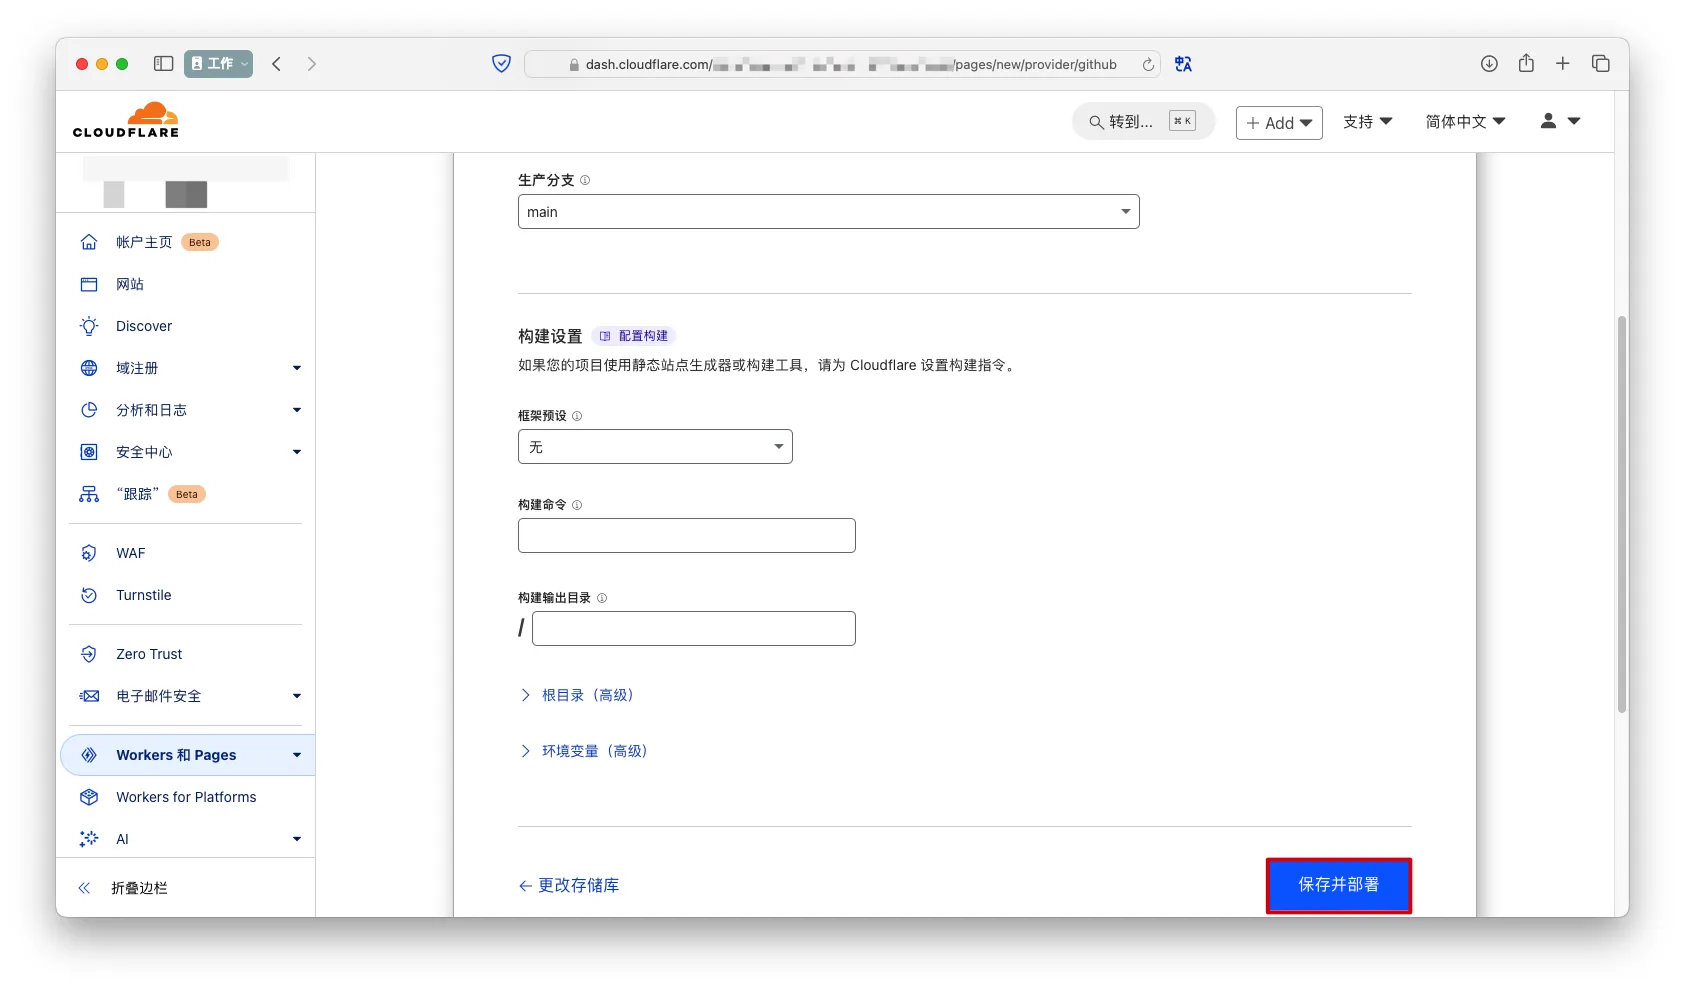 工作
dash.cloudflare.com/
/pages/new/provider/github
CLOUDFLARE
转到...
⌘ K
+ Add
支持
简体中文
帐户主页 Beta
网站
Discover
域注册
分析和日志
安全中心
“跟踪” Beta
WAF
Turnstile
Zero Trust
电子邮件安全
Workers 和 Pages
Workers for Platforms
AI
折叠边栏
生产分支
main
构建设置 配置构建
如果您的项目使用静态站点生成器或构建工具，请为 Cloudflare 设置构建指令。
框架预设
无
构建命令
构建输出目录
/
根目录（高级）
环境变量（高级）
← 更改存储库
保存并部署